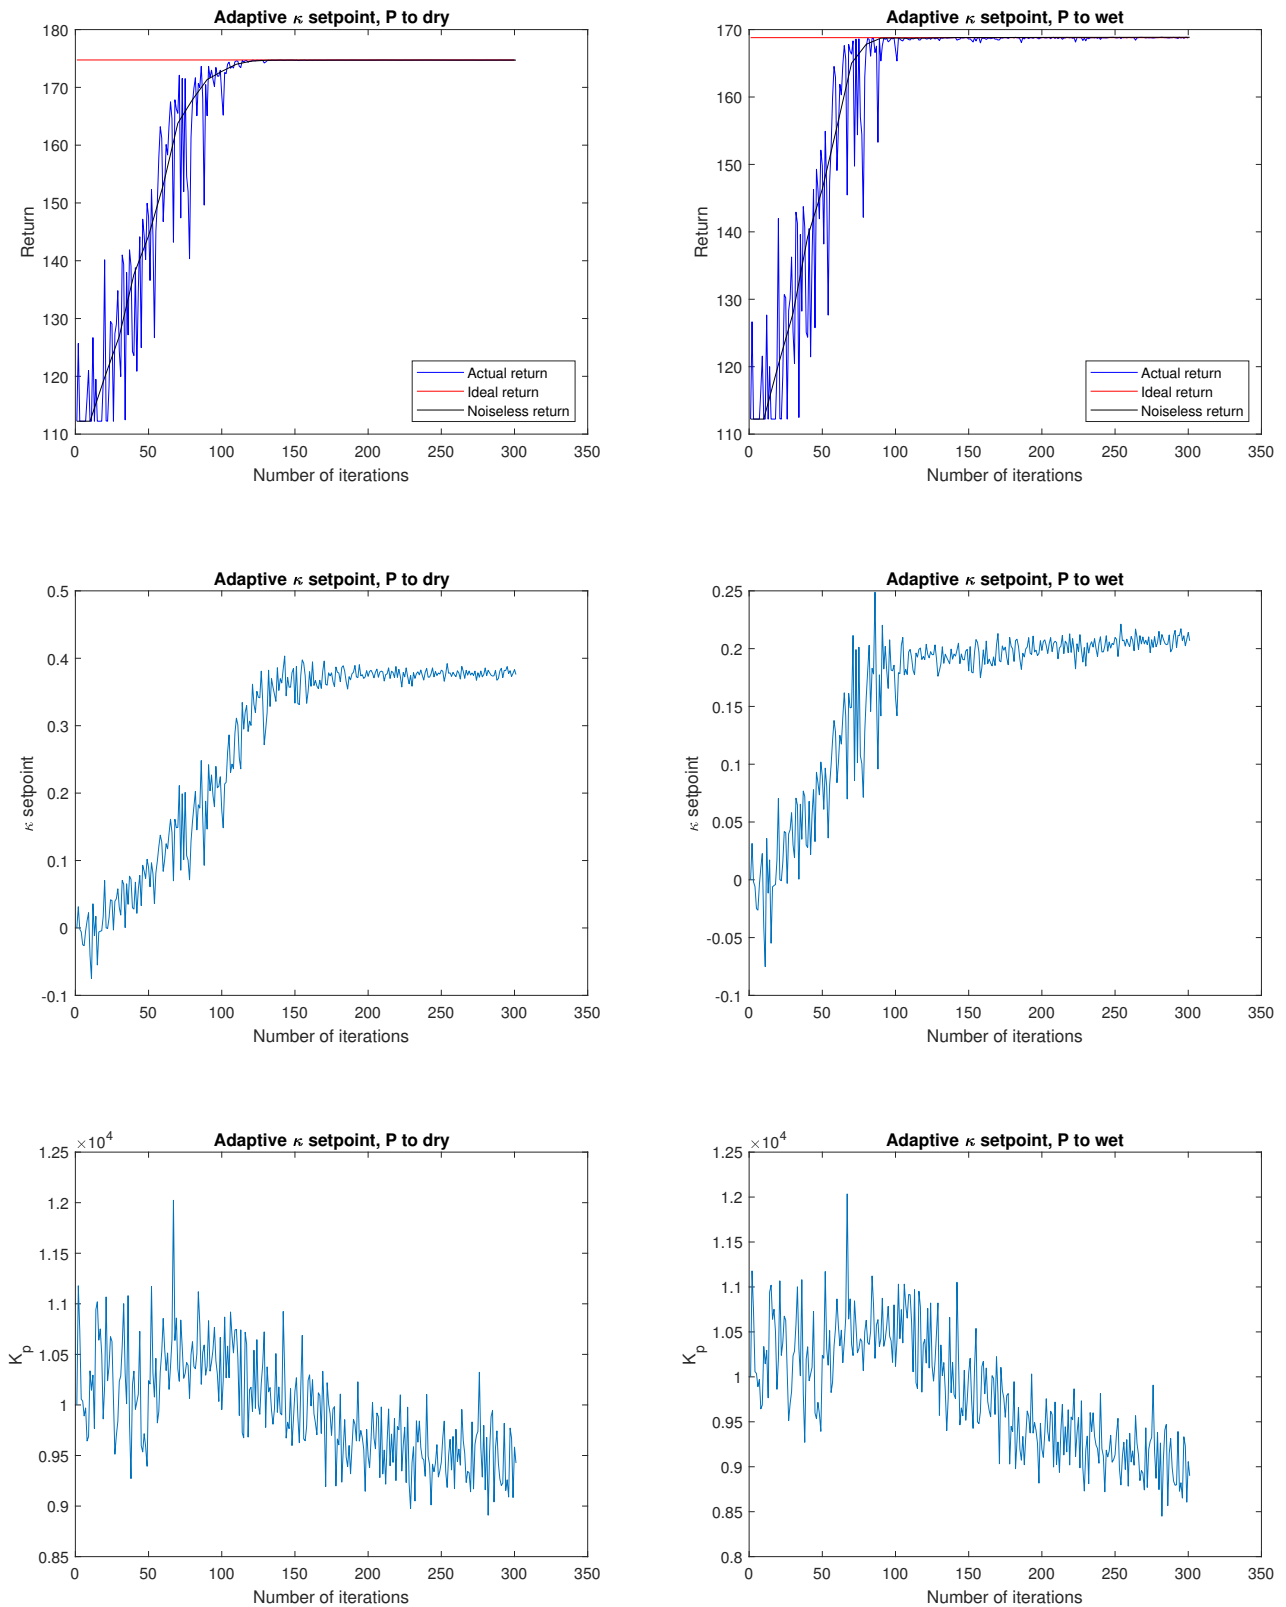 Adaptive κ setpoint, P to dry
180
170
160
150
140
130
120
110
Return
Actual return
Ideal return
Noiseless return
0 50 100 150 200 250 300 350
Number of iterations
Adaptive κ setpoint, P to wet
170
160
150
140
130
120
110
Return
Actual return
Ideal return
Noiseless return
0 50 100 150 200 250 300 350
Number of iterations
Adaptive κ setpoint, P to dry
0.5
0.4
0.3
0.2
0.1
0
-0.1
κ setpoint
0 50 100 150 200 250 300 350
Number of iterations
Adaptive κ setpoint, P to wet
0.25
0.2
0.15
0.1
0.05
0
-0.05
-0.1
κ setpoint
0 50 100 150 200 250 300 350
Number of iterations
Adaptive κ setpoint, P to dry
×10⁴
1.25
1.2
1.15
1.1
1.05
1
0.95
0.9
0.85
Kₚ
0 50 100 150 200 250 300 350
Number of iterations
Adaptive κ setpoint, P to wet
×10⁴
1.25
1.2
1.15
1.1
1.05
1
0.95
0.9
0.85
0.8
Kₚ
0 50 100 150 200 250 300 350
Number of iterations